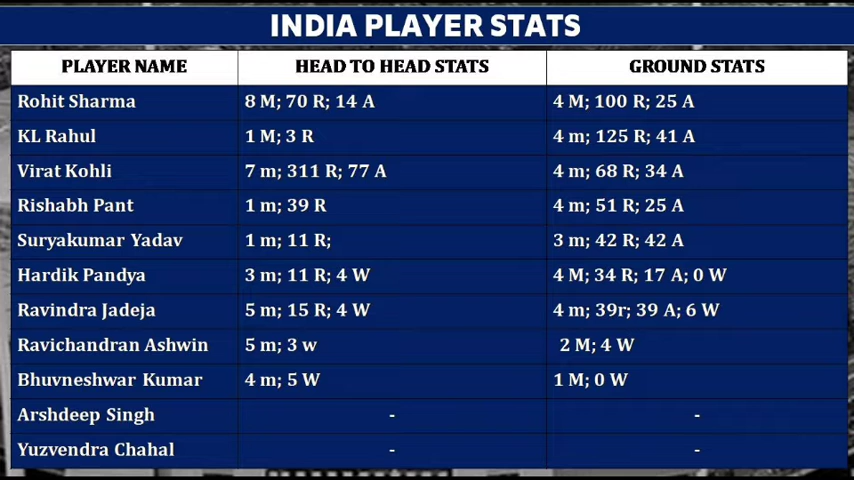 INDIA PLAYER STATS
PLAYER NAME HEAD TO HEAD STATS GROUND STATS
Rohit Sharma 8 M; 70 R; 14 A 4 M; 100 R; 25 A
KL Rahul 1 M; 3 R 4 m; 125 R; 41 A
Virat Kohli 7 m; 311 R; 77 A 4 m; 68 R; 34 A
Rishabh Pant 1 m; 39 R 4 m; 51 R; 25 A
Suryakumar Yadav 1 m; 11 R; 3 m; 42 R; 42 A
Hardik Pandya 3 m; 11 R; 4 W 4 M; 34 R; 17 A; 0 W
Ravindra Jadeja 5 m; 15 R; 4 W 4 m; 39r; 39 A; 6 W
Ravichandran Ashwin 5 m; 3 w 2 M; 4 W
Bhuvneshwar Kumar 4 m; 5 W 1 M; 0 W
Arshdeep Singh - -
Yuzvendra Chahal - -